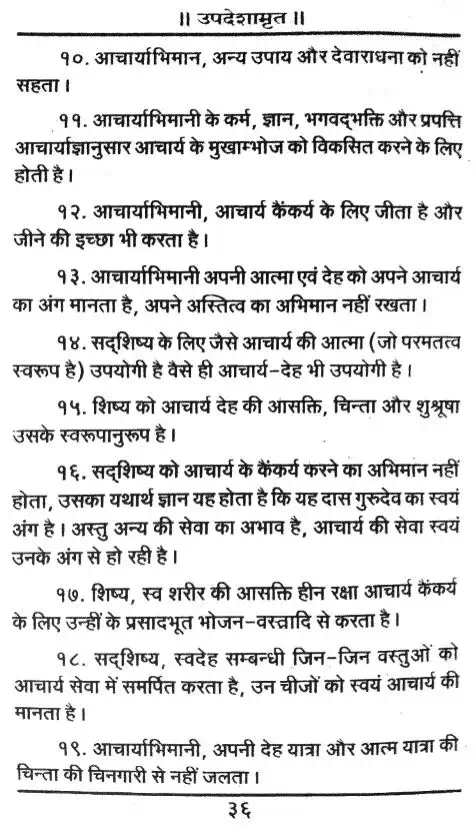 ॥ उपदेशामृत ॥
१०. आचार्याभिमान, अन्य उपाय और देवाराधना को नहीं
सहता।
११. आचार्याभिमानी के कर्म, ज्ञान, भगवद्भक्ति और प्रपत्ति
आचार्याज्ञानुसार आचार्य के मुखाम्भोज को विकसित करने के लिए
होती है।
१२. आचार्याभिमानी, आचार्य कैंकर्य के लिए जीता है और
जीने की इच्छा भी करता है।
१३. आचार्याभिमानी अपनी आत्मा एवं देह को अपने आचार्य
का अंग मानता है, अपने अस्तित्व का अभिमान नहीं रखता।
१४. सद्शिष्य के लिए जैसे आचार्य की आत्मा (जो परमतत्व
स्वरूप है) उपयोगी है वैसे ही आचार्य-देह भी उपयोगी है।
१५. शिष्य को आचार्य देह की आसक्ति, चिन्ता और शुश्रूषा
उसके स्वरूपानुरूप है।
१६. सद्शिष्य को आचार्य के कैंकर्य करने का अभिमान नहीं
होता, उसका यथार्थ ज्ञान यह होता है कि यह दास गुरुदेव का स्वयं
अंग है। अस्तु अन्य की सेवा का अभाव है, आचार्य की सेवा स्वयं
उनके अंग से हो रही है।
१७. शिष्य, स्व शरीर की आसक्ति हीन रक्षा आचार्य कैंकर्य
के लिए उन्हीं के प्रसादभूत भोजन-वस्त्रादि से करता है।
१८. सद्शिष्य, स्वदेह सम्बन्धी जिन-जिन वस्तुओं को
आचार्य सेवा में समर्पित करता है, उन चीजों को स्वयं आचार्य की
मानता है।
१९. आचार्याभिमानी, अपनी देह यात्रा और आत्म यात्रा की
चिन्ता की चिनगारी से नहीं जलता।
३६